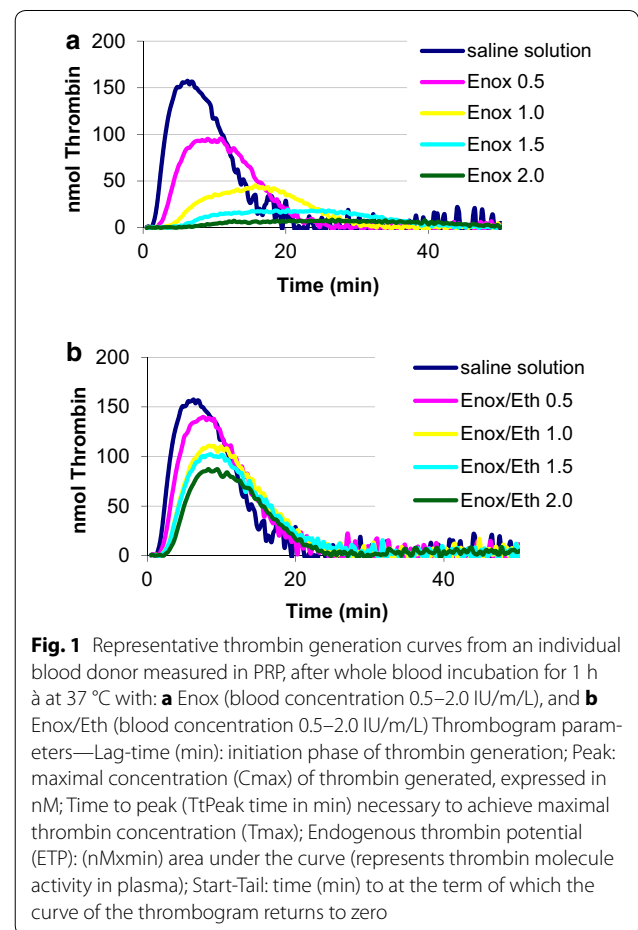 a
200
150
100
50
0
nmol Thrombin
0 20 40
Time (min)
saline solution
Enox 0.5
Enox 1.0
Enox 1.5
Enox 2.0
b
200
150
100
50
0
nmol Thrombin
0 20 40
Time (min)
saline solution
Enox/Eth 0.5
Enox/Eth 1.0
Enox/Eth 1.5
Enox/Eth 2.0
Fig. 1 Representative thrombin generation curves from an individual
blood donor measured in PRP, after whole blood incubation for 1 h
à at 37 °C with: a Enox (blood concentration 0.5–2.0 IU/m/L), and b
Enox/Eth (blood concentration 0.5–2.0 IU/m/L) Thrombogram param-
eters—Lag-time (min): initiation phase of thrombin generation; Peak:
maximal concentration (Cmax) of thrombin generated, expressed in
nM; Time to peak (TtPeak time in min) necessary to achieve maximal
thrombin concentration (Tmax); Endogenous thrombin potential
(ETP): (nMxmin) area under the curve (represents thrombin molecule
activity in plasma); Start-Tail: time (min) to at the term of which the
curve of the thrombogram returns to zero